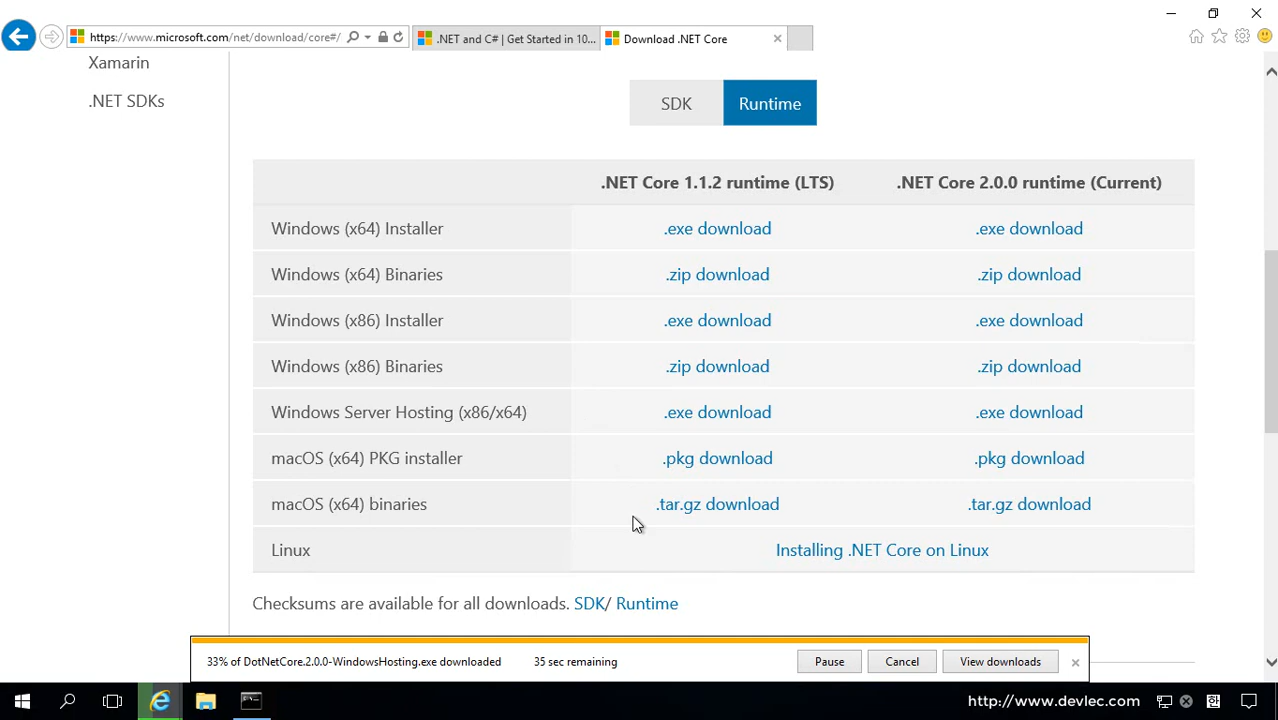 https://www.microsoft.com/net/download/core#/
.NET and C# | Get Started in 10...
Download .NET Core
Xamarin
.NET SDKs
SDK
Runtime
.NET Core 1.1.2 runtime (LTS)
.NET Core 2.0.0 runtime (Current)
Windows (x64) Installer
.exe download
.exe download
Windows (x64) Binaries
.zip download
.zip download
Windows (x86) Installer
.exe download
.exe download
Windows (x86) Binaries
.zip download
.zip download
Windows Server Hosting (x86/x64)
.exe download
.exe download
macOS (x64) PKG installer
.pkg download
.pkg download
macOS (x64) binaries
.tar.gz download
.tar.gz download
Linux
Installing .NET Core on Linux
Checksums are available for all downloads. SDK/ Runtime
33% of DotNetCore.2.0.0-WindowsHosting.exe downloaded
35 sec remaining
Pause
Cancel
View downloads
http://www.devlec.com